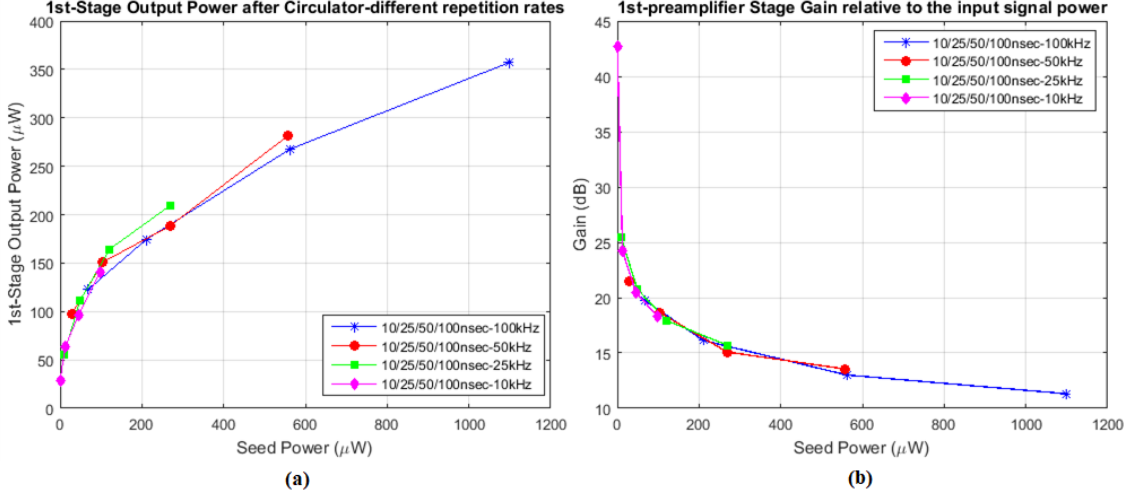 1st-Stage Output Power after Circulator-different repetition rates
400
350
300
250
200
150
100
50
0
1st-Stage Output Power (μW)
10/25/50/100nsec-100kHz
10/25/50/100nsec-50kHz
10/25/50/100nsec-25kHz
10/25/50/100nsec-10kHz
0 200 400 600 800 1000 1200
Seed Power (μW)
(a)
1st-preamplifier Stage Gain relative to the input signal power
45
40
35
30
25
20
15
10
Gain (dB)
10/25/50/100nsec-100kHz
10/25/50/100nsec-50kHz
10/25/50/100nsec-25kHz
10/25/50/100nsec-10kHz
0 200 400 600 800 1000 1200
Seed Power (μW)
(b)